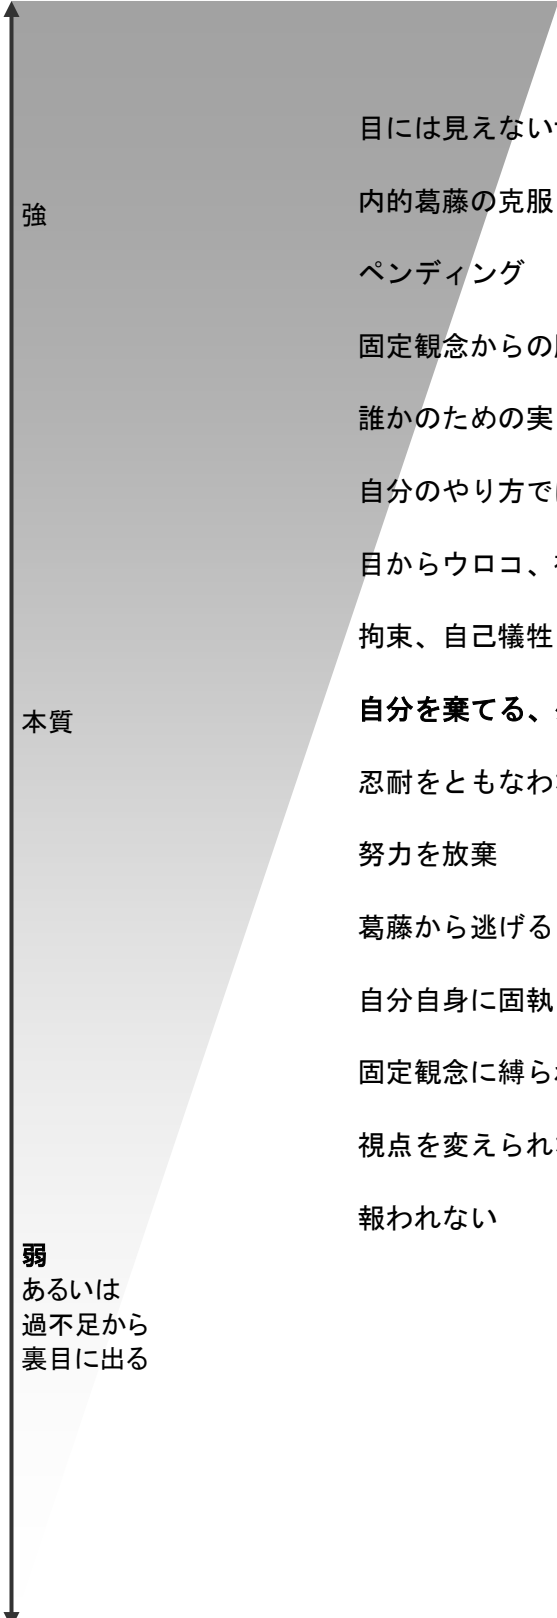 目には見えない
強
内的葛藤の克服
ペンディング
固定観念からの
誰かのための実
自分のやり方で
目からウロコ、
拘束、自己犠牲
本質
自分を棄てる、
忍耐をともなわ
努力を放棄
葛藤から逃げる
自分自身に固執
固定観念に縛ら
視点を変えられ
報われない
弱
あるいは
過不足から
裏目に出る